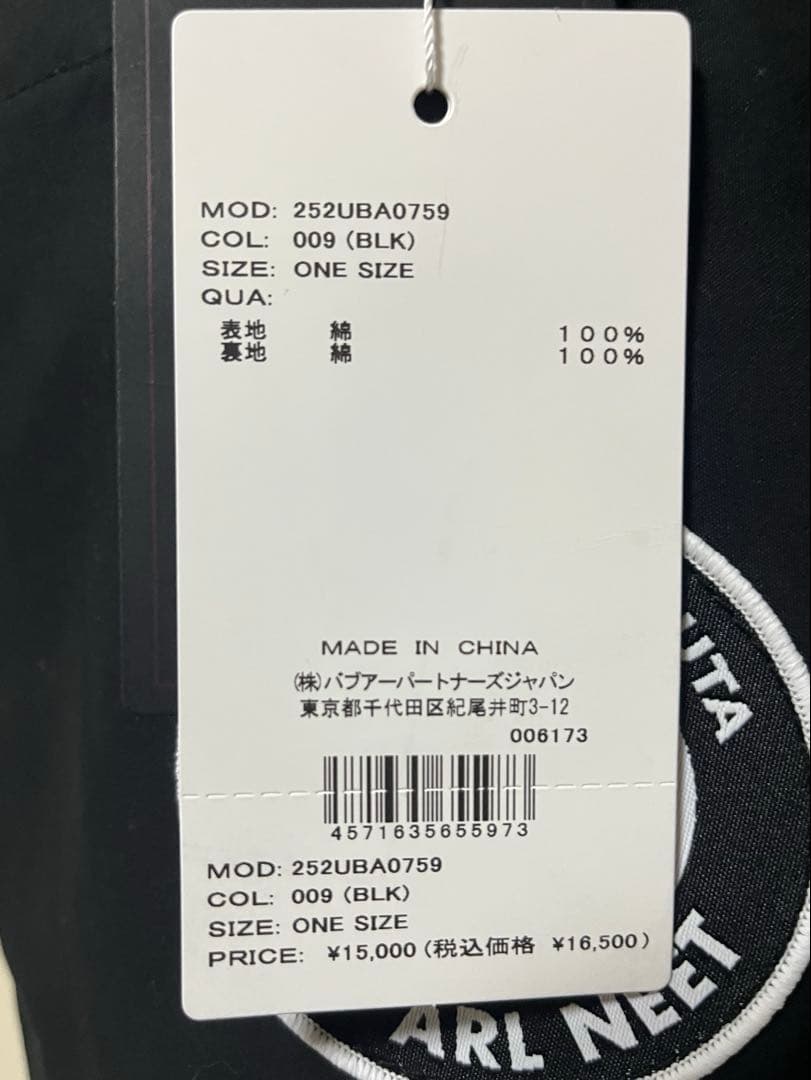 MOD: 252UBA0759
COL: 009 (BLK)
SIZE: ONE SIZE
QUA:
表地 綿 100%
裏地 綿 100%
MADE IN CHINA
(株)バブアーパートナーズジャパン
東京都千代田区紀尾井町3-12
006173
4571635655973
MOD: 252UBA0759
COL: 009 (BLK)
SIZE: ONE SIZE
PRICE: ¥15,000 (税込価格 ¥16,500)
UTA
ARL NEET